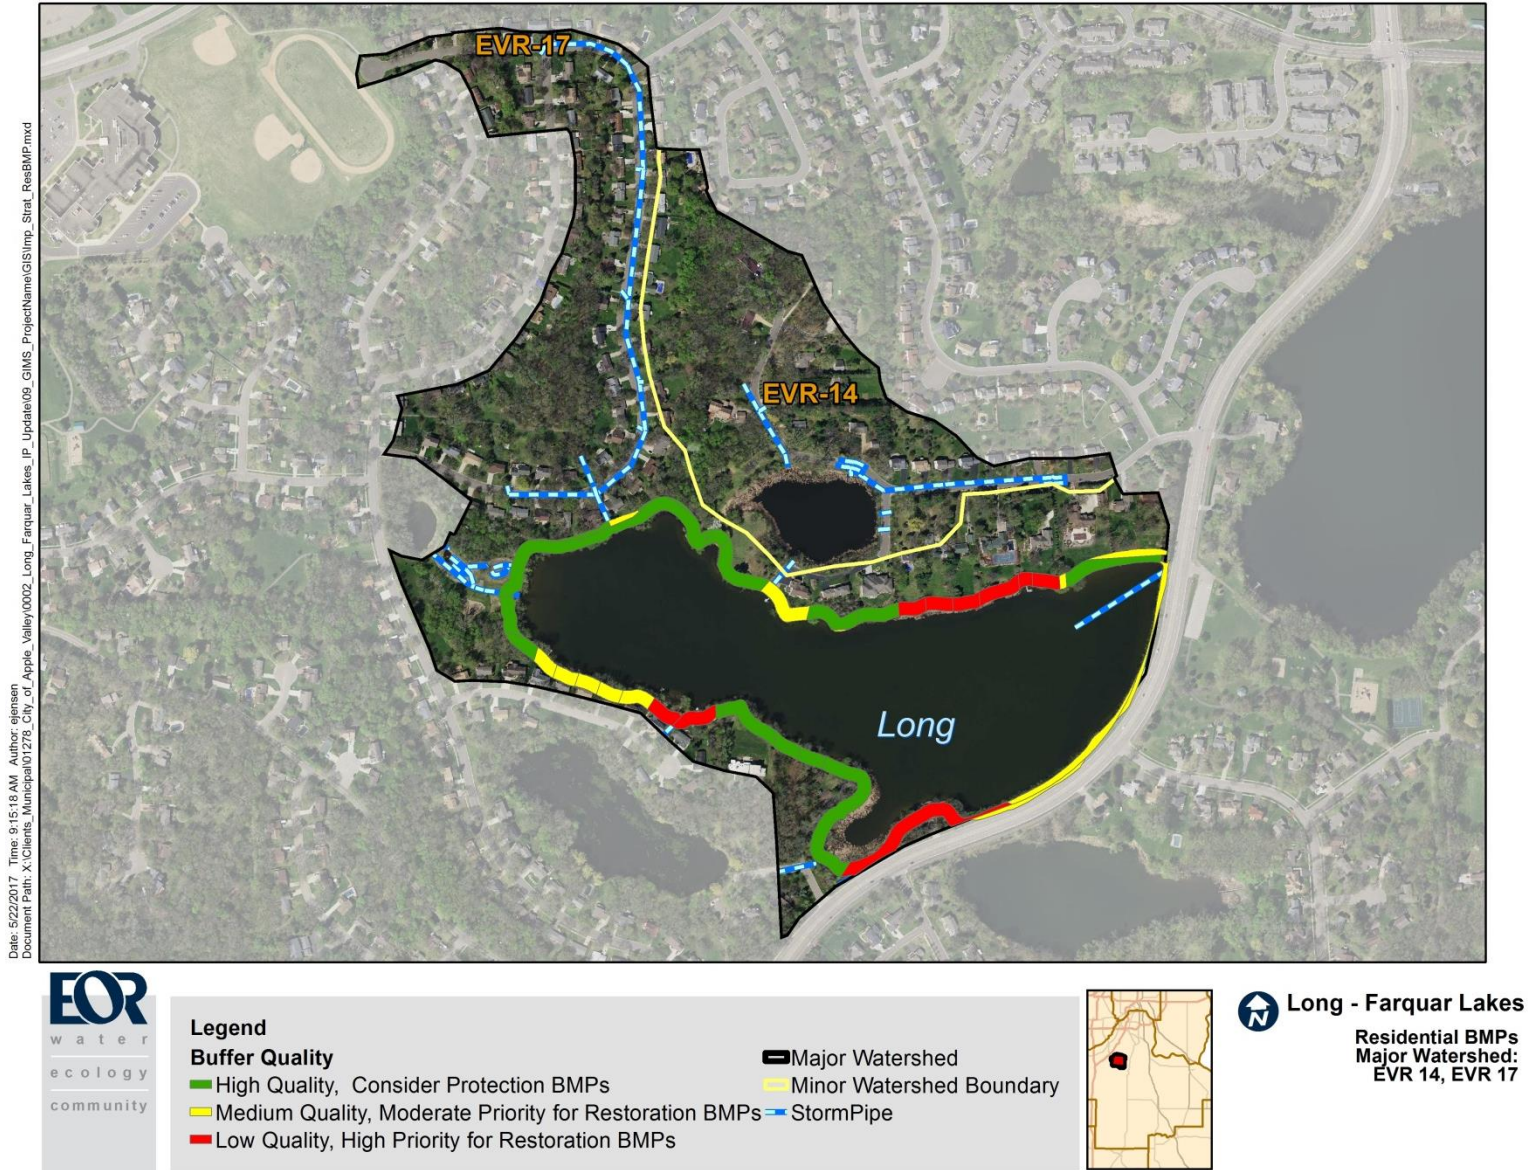 Date: 5/22/2017 Time: 9:15:18 AM Author: ejensen
Document Path: X:\Clients_Municipal\01278_City_of_Apple_Valley\0002_Long_Farquar_Lakes_IP_Update\09_GIMS_ProjectName\GIS\Imp_Strat_ResBMP.mxd
EVR-17
EVR-14
Long
EOR
water
ecology
community
Legend
Buffer Quality
High Quality, Consider Protection BMPs
Medium Quality, Moderate Priority for Restoration BMPs
Low Quality, High Priority for Restoration BMPs
Major Watershed
Minor Watershed Boundary
StormPipe
N
Long - Farquar Lakes
Residential BMPs
Major Watershed:
EVR 14, EVR 17